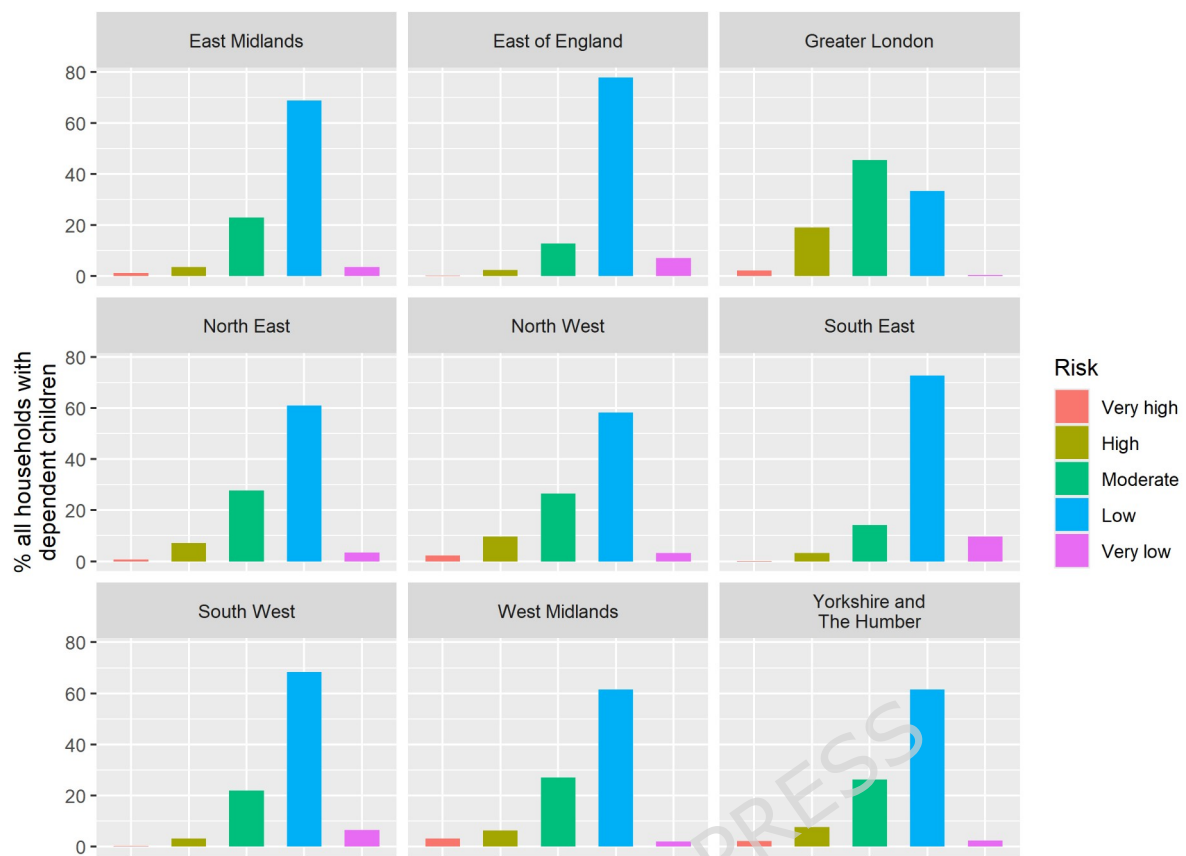 East Midlands
East of England
Greater London
80
60
40
20
0
North East
North West
South East
80
60
40
20
0
% all households with
dependent children
Risk
Very high
High
Moderate
Low
Very low
South West
West Midlands
Yorkshire and
The Humber
80
60
40
20
0
PRESS